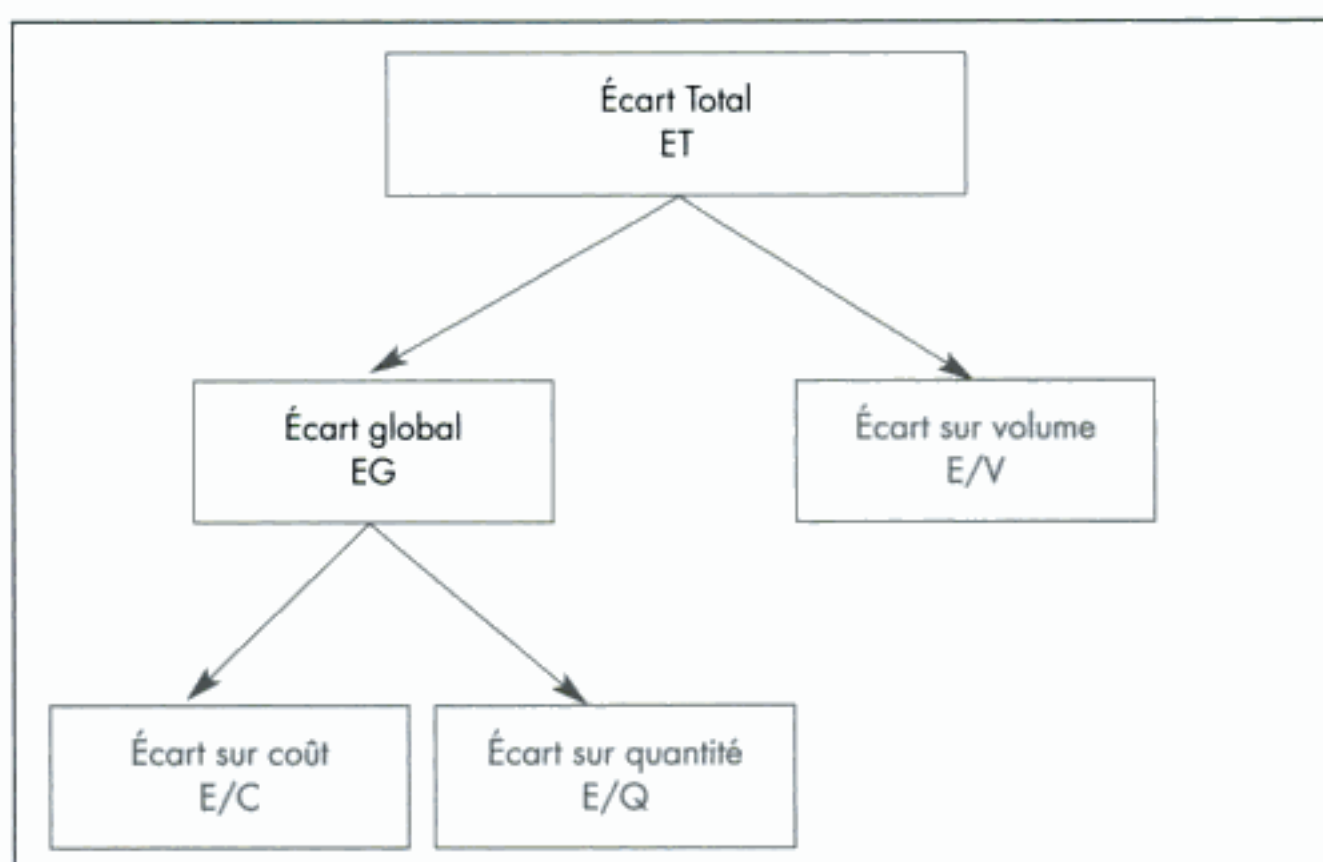 Écart Total
ET
Écart global
EG
Écart sur volume
E/V
Écart sur coût
E/C
Écart sur quantité
E/Q